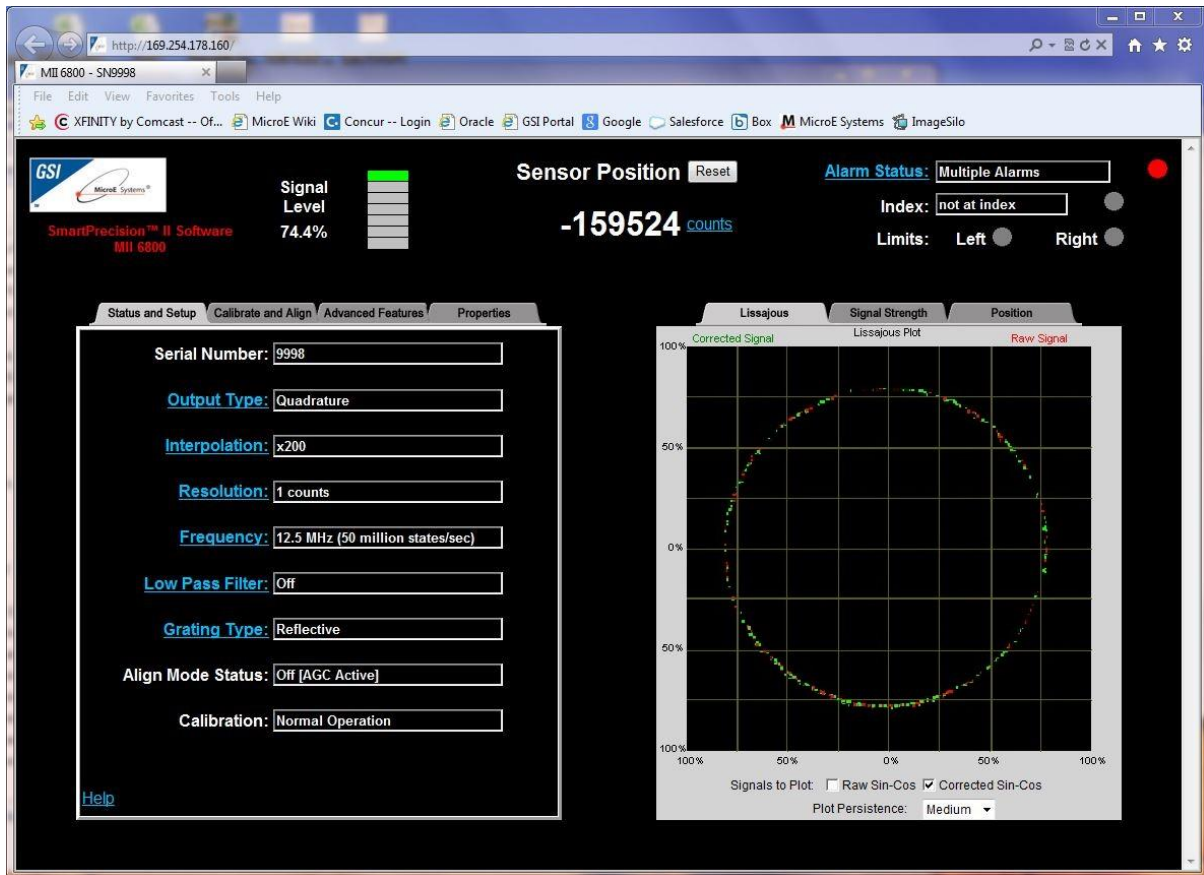 http://169.254.178.160/
MII 6800 - SN9998
File Edit View Favorites Tools Help
XFINITY by Comcast -- Of... MicroE Wiki Concur -- Login Oracle GSI Portal Google Salesforce Box MicroE Systems ImageSilo
GSI
MicroE Systems®
SmartPrecision™ II Software
MII 6800
Signal
Level
74.4%
Sensor Position Reset
-159524 counts
Alarm Status: Multiple Alarms
Index: not at index
Limits: Left Right
Status and Setup Calibrate and Align Advanced Features Properties
Serial Number: 9998
Output Type: Quadrature
Interpolation: x200
Resolution: 1 counts
Frequency: 12.5 MHz (50 million states/sec)
Low Pass Filter: Off
Grating Type: Reflective
Align Mode Status: Off [AGC Active]
Calibration: Normal Operation
Help
Lissajous Signal Strength Position
Lissajous Plot
Corrected Signal Raw Signal
100%
50%
0%
50%
100%
100% 50% 0% 50% 100%
Signals to Plot: Raw Sin-Cos Corrected Sin-Cos
Plot Persistence: Medium